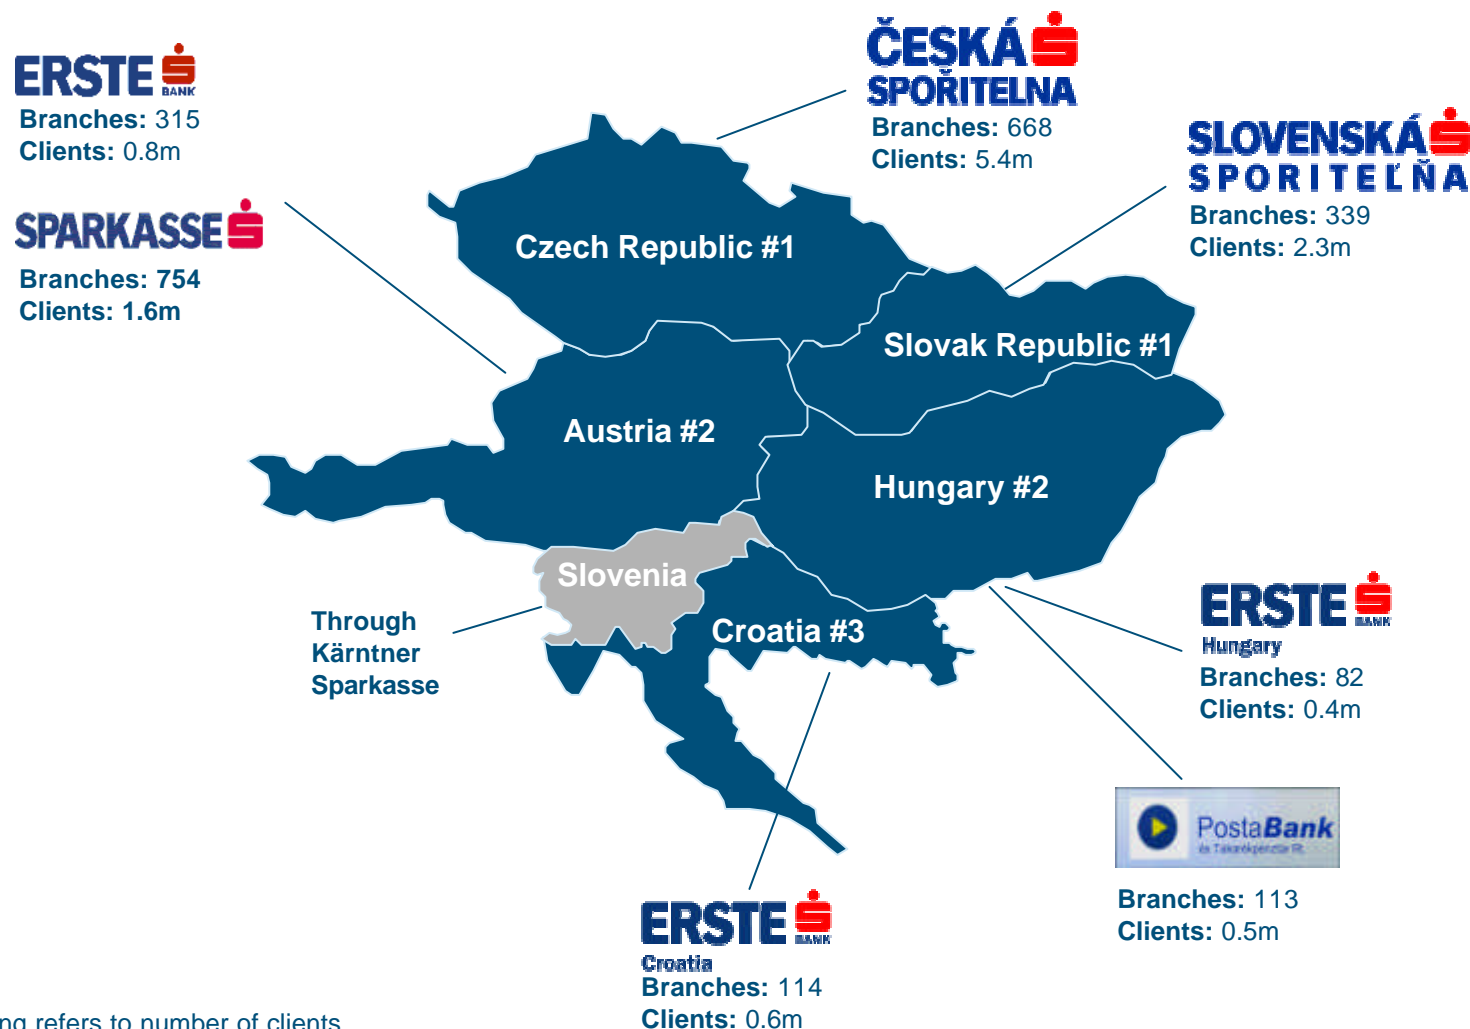 ERSTE
BANK
Branches: 315
Clients: 0.8m
SPARKASSE
Branches: 754
Clients: 1.6m
ČESKÁ
SPOŘITELNA
Branches: 668
Clients: 5.4m
SLOVENSKÁ
SPORITEĽŇA
Branches: 339
Clients: 2.3m
Czech Republic #1
Slovak Republic #1
Austria #2
Hungary #2
Slovenia
Croatia #3
Through
Kärntner
Sparkasse
ERSTE
BANK
Hungary
Branches: 82
Clients: 0.4m
PostaBank
és Takarékpénztár Rt.
Branches: 113
Clients: 0.5m
ERSTE
BANK
Croatia
Branches: 114
Clients: 0.6m
refers to number of clients